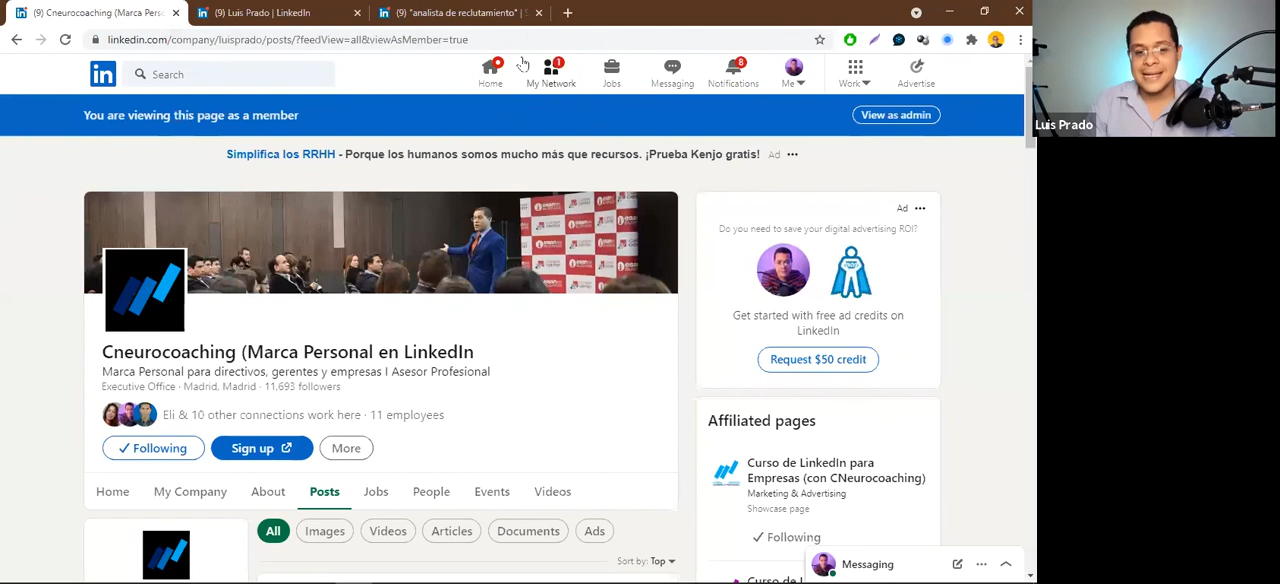 (9) Cneurocoaching (Marca Pers
(9) Luis Prado | LinkedIn
(9) "analista de reclutamiento" | S
linkedin.com/company/luisprado/posts/?feedView=all&viewAsMember=true
in
Search
Home
1
My Network
Jobs
Messaging
8
Notifications
Me
Work
Advertise
You are viewing this page as a member
View as admin
Simplifica los RRHH - Porque los humanos somos mucho más que recursos. ¡Prueba Kenjo gratis! Ad
Cneurocoaching (Marca Personal en LinkedIn
Marca Personal para directivos, gerentes y empresas I Asesor Profesional
Executive Office · Madrid, Madrid · 11,693 followers
Eli & 10 other connections work here · 11 employees
Following
Sign up
More
Home
My Company
About
Posts
Jobs
People
Events
Videos
All
Images
Videos
Articles
Documents
Ads
Sort by: Top
Ad
Do you need to save your digital advertising ROI?
Get started with free ad credits on
LinkedIn
Request $50 credit
Affiliated pages
Curso de LinkedIn para
Empresas (con CNeurocoaching)
Marketing & Advertising
Showcase page
Following
Messaging
Luis Prado